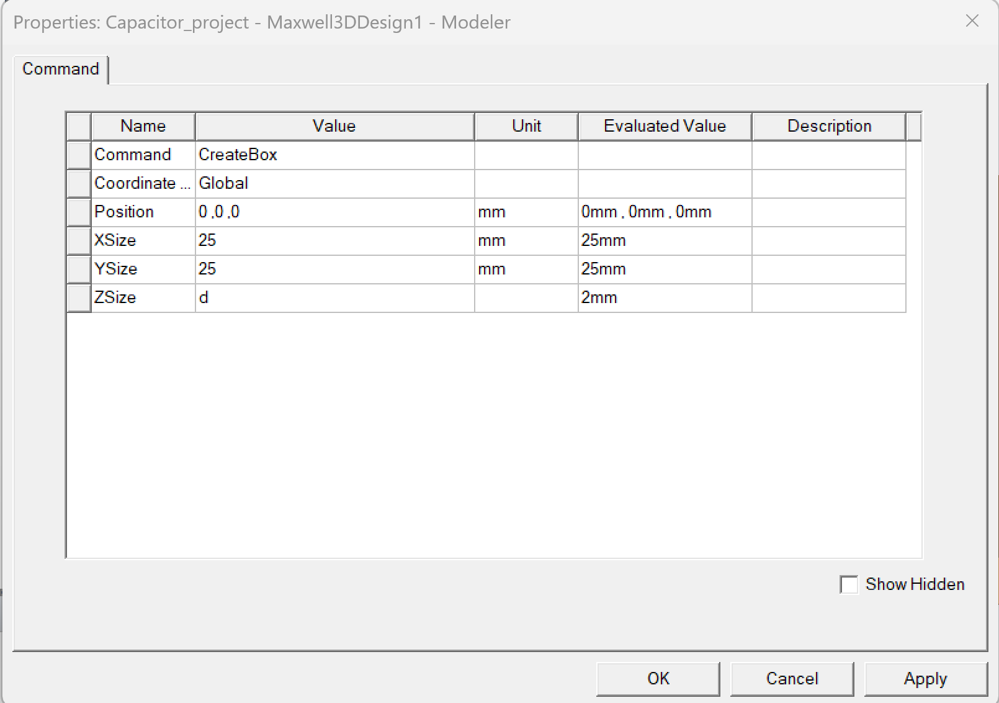 Properties: Capacitor_project - Maxwell3DDesign1 - Modeler
Command
Name Value Unit Evaluated Value Description
Command CreateBox
Coordinate ... Global
Position 0 ,0 ,0 mm 0mm , 0mm , 0mm
XSize 25 mm 25mm
YSize 25 mm 25mm
ZSize d 2mm
Show Hidden
OK Cancel Apply